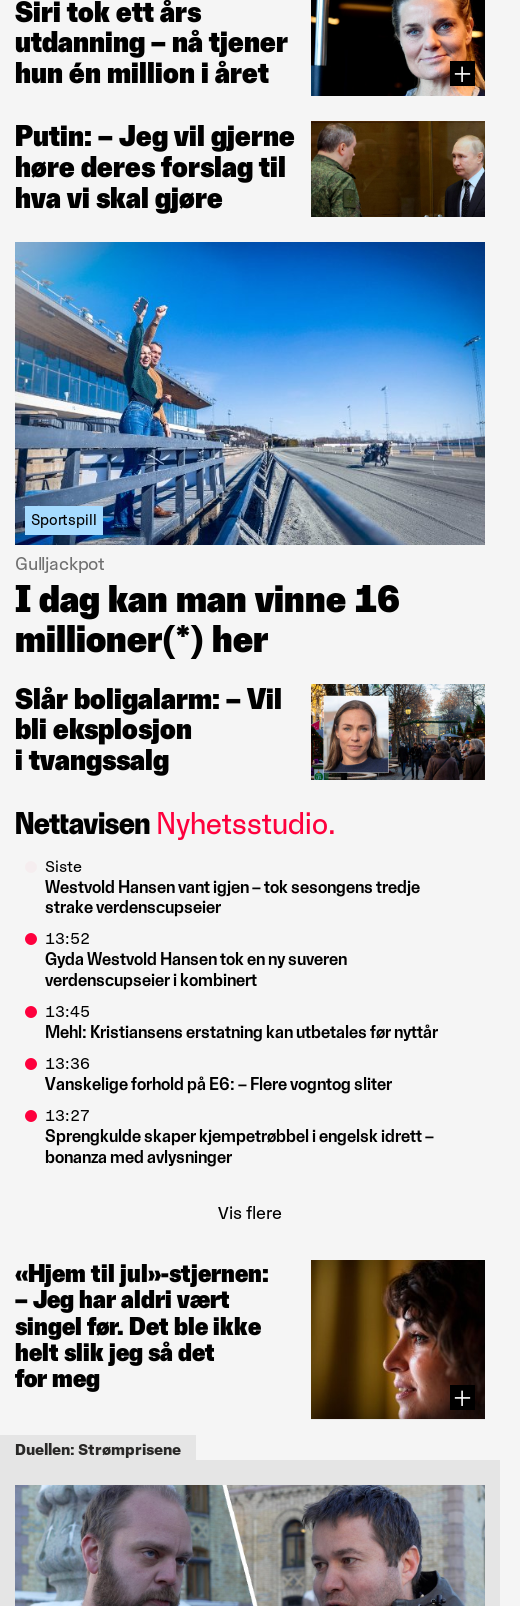 Siri tok ett års
utdanning – nå tjener
hun én million i året
Putin: – Jeg vil gjerne
høre deres forslag til
hva vi skal gjøre
Sportspill
Gulljackpot
I dag kan man vinne 16
millioner(*) her
Slår boligalarm: – Vil
bli eksplosjon
i tvangssalg
Nettavisen Nyhetsstudio.
Siste
Westvold Hansen vant igjen – tok sesongens tredje
strake verdenscupseier
13:52
Gyda Westvold Hansen tok en ny suveren
verdenscupseier i kombinert
13:45
Mehl: Kristiansens erstatning kan utbetales før nyttår
13:36
Vanskelige forhold på E6: – Flere vogntog sliter
13:27
Sprengkulde skaper kjempetrøbbel i engelsk idrett –
bonanza med avlysninger
Vis flere
«Hjem til jul»-stjernen:
– Jeg har aldri vært
singel før. Det ble ikke
helt slik jeg så det
for meg
Duellen: Strømprisene